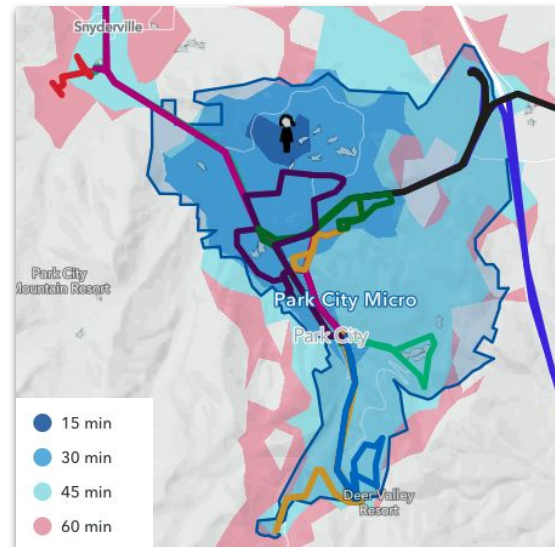 Snyderville
Park City
Mountain Resort
Park City Micro
Park City
15 min
30 min
45 min
60 min
Deer Valley
Resort